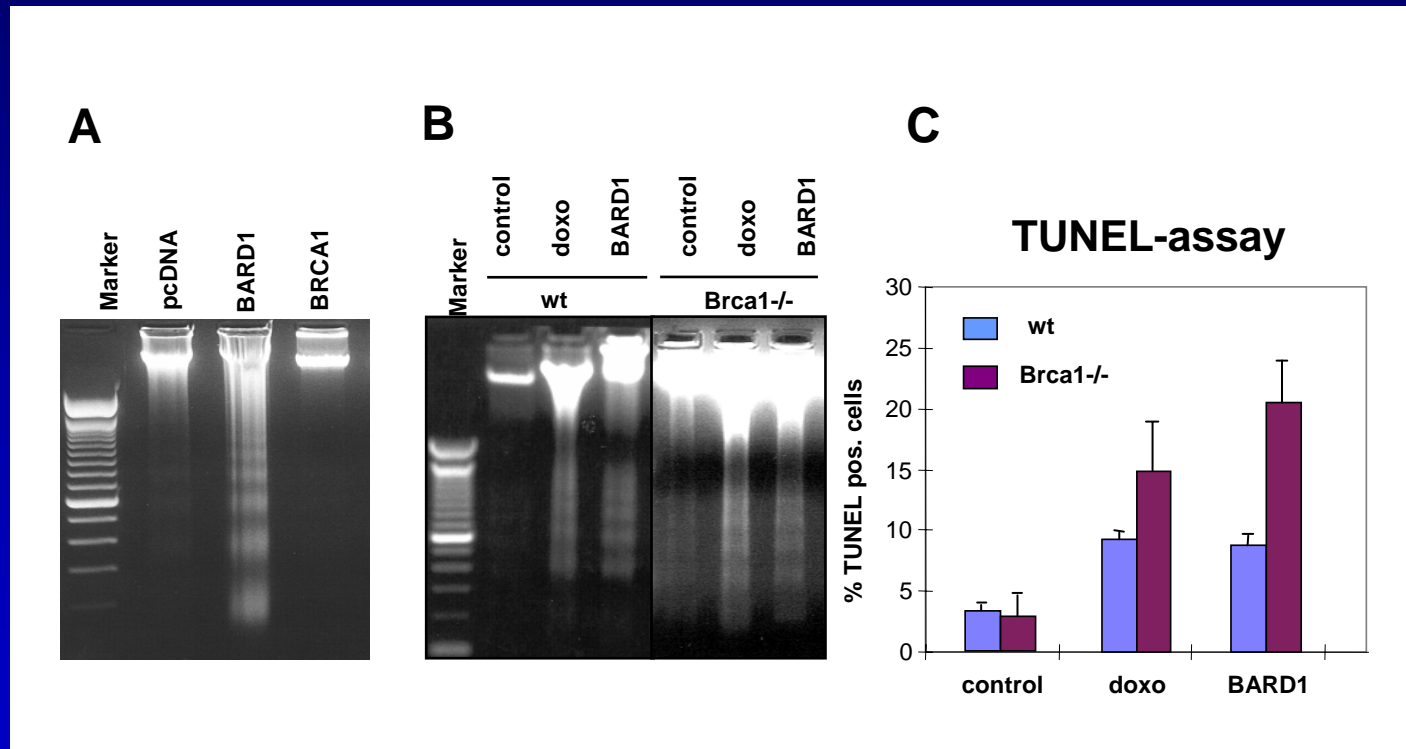 A
Marker
pcDNA
BARD1
BRCA1
B
Marker
control
doxo
BARD1
control
doxo
BARD1
wt
Brca1-/-
C
TUNEL-assay
% TUNEL pos. cells
30
25
20
15
10
5
0
wt
Brca1-/-
control
doxo
BARD1